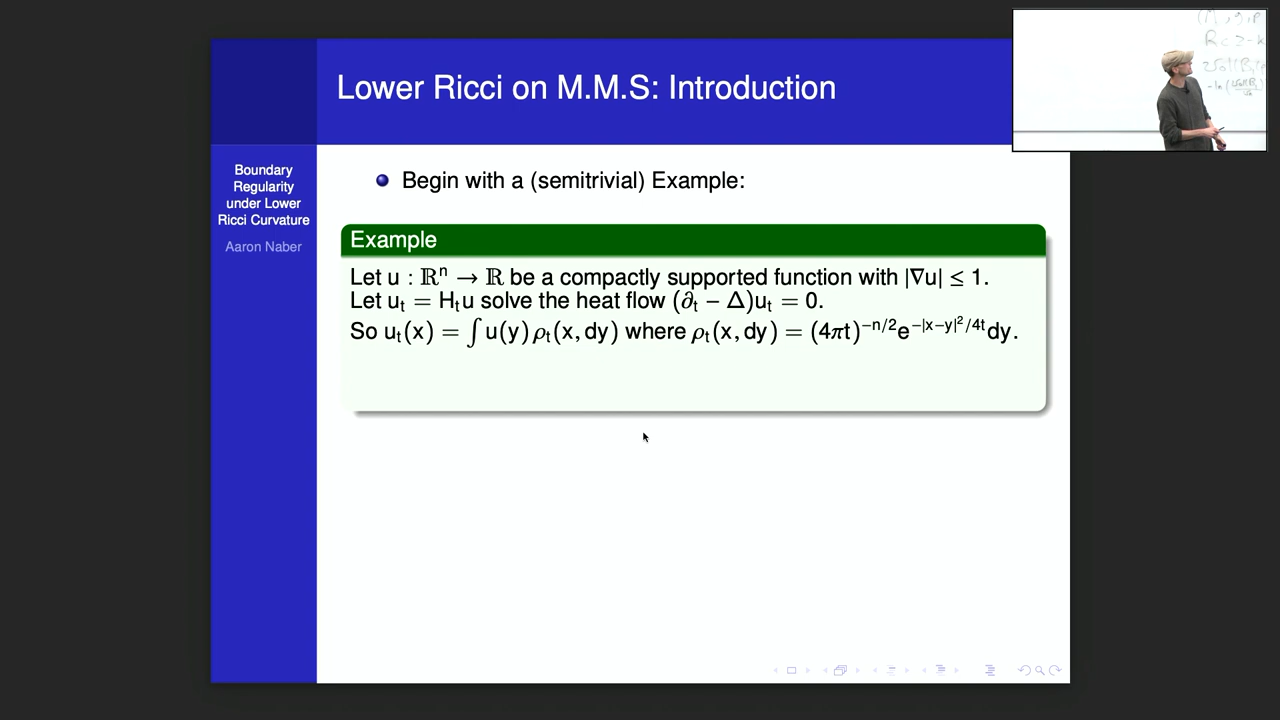 Lower Ricci on M.M.S: Introduction
Boundary
Regularity
under Lower
Ricci Curvature
Aaron Naber
Begin with a (semitrivial) Example:
Example
Let u : ℝⁿ → ℝ be a compactly supported function with |∇u| ≤ 1.
Let uₜ = Hₜu solve the heat flow (∂ₜ − Δ)uₜ = 0.
So uₜ(x) = ∫ u(y)ρₜ(x, dy) where ρₜ(x, dy) = (4πt)^{−n/2}e^{−|x−y|²/4t}dy.